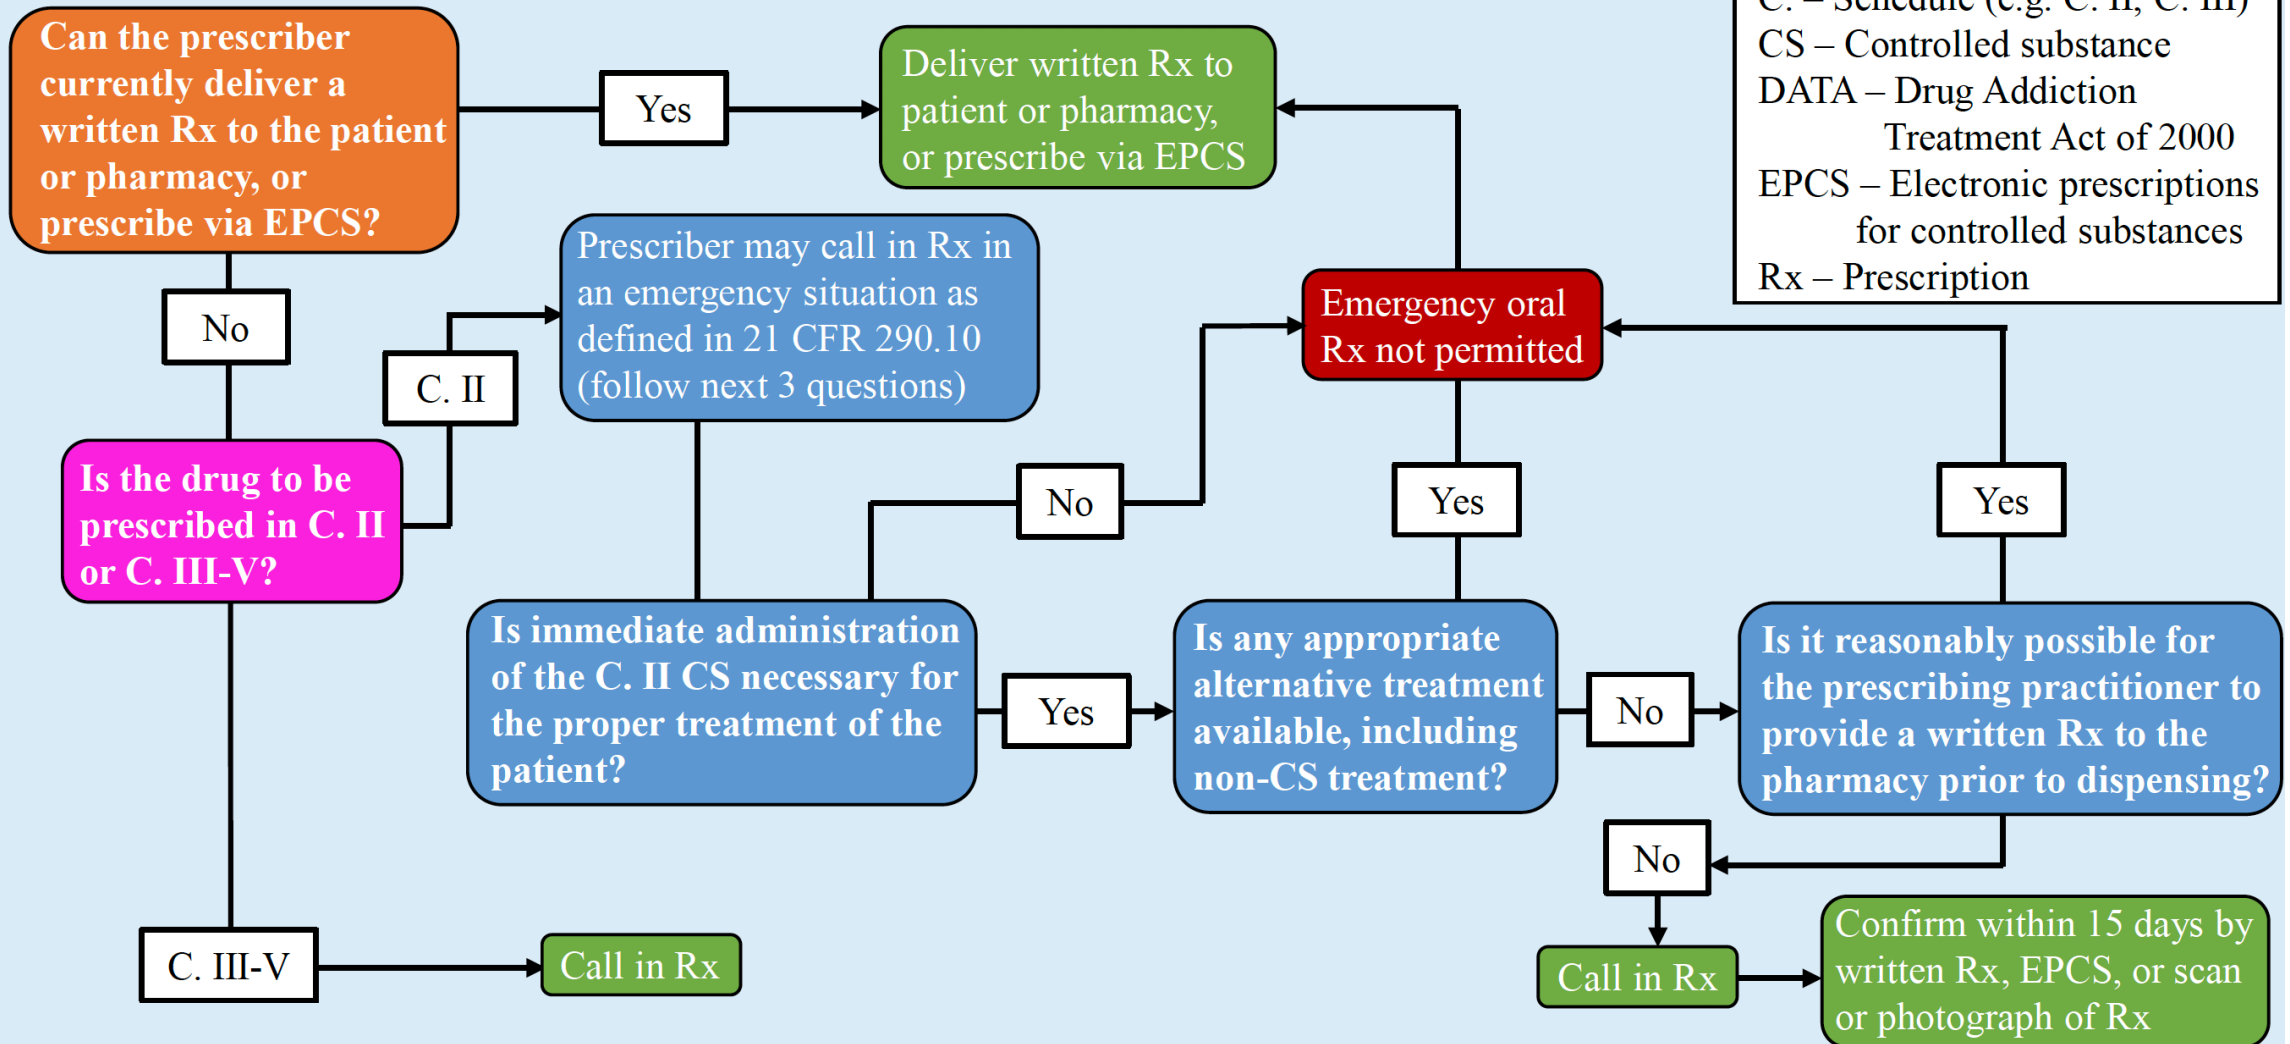 Can the prescriber
currently deliver a
written Rx to the patient
or pharmacy, or
prescribe via EPCS?
Yes
Deliver written Rx to
patient or pharmacy,
or prescribe via EPCS
C. – Schedule (e.g. C. II, C. III)
CS – Controlled substance
DATA – Drug Addiction
Treatment Act of 2000
EPCS – Electronic prescriptions
for controlled substances
Rx – Prescription
No
C. II
Prescriber may call in Rx in
an emergency situation as
defined in 21 CFR 290.10
(follow next 3 questions)
Emergency oral
Rx not permitted
Is the drug to be
prescribed in C. II
or C. III-V?
No
Yes
Yes
Is immediate administration
of the C. II CS necessary for
the proper treatment of the
patient?
Yes
Is any appropriate
alternative treatment
available, including
non-CS treatment?
No
Is it reasonably possible for
the prescribing practitioner to
provide a written Rx to the
pharmacy prior to dispensing?
No
C. III-V
Call in Rx
Call in Rx
Confirm within 15 days by
written Rx, EPCS, or scan
or photograph of Rx